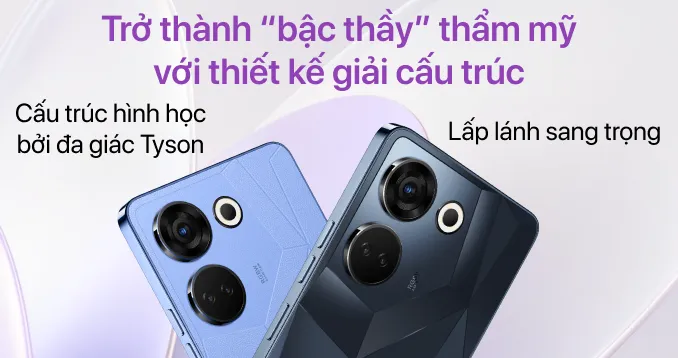 Trở thành “bậc thầy” thẩm mỹ
với thiết kế giải cấu trúc
Cấu trúc hình học
bởi đa giác Tyson
Lấp lánh sang trọng